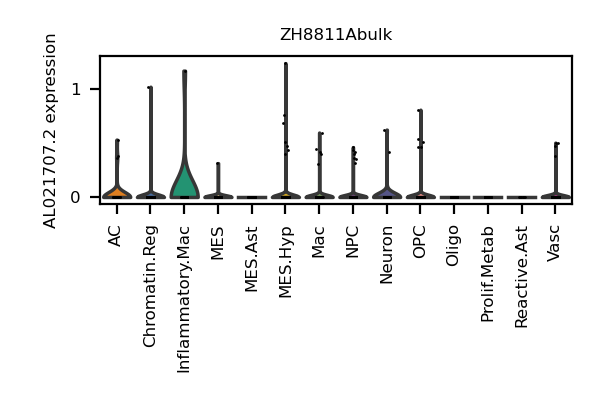 ZH8811Abulk
AL021707.2 expression
1
0
AC
Chromatin.Reg
Inflammatory.Mac
MES
MES.Ast
MES.Hyp
Mac
NPC
Neuron
OPC
Oligo
Prolif.Metab
Reactive.Ast
Vasc